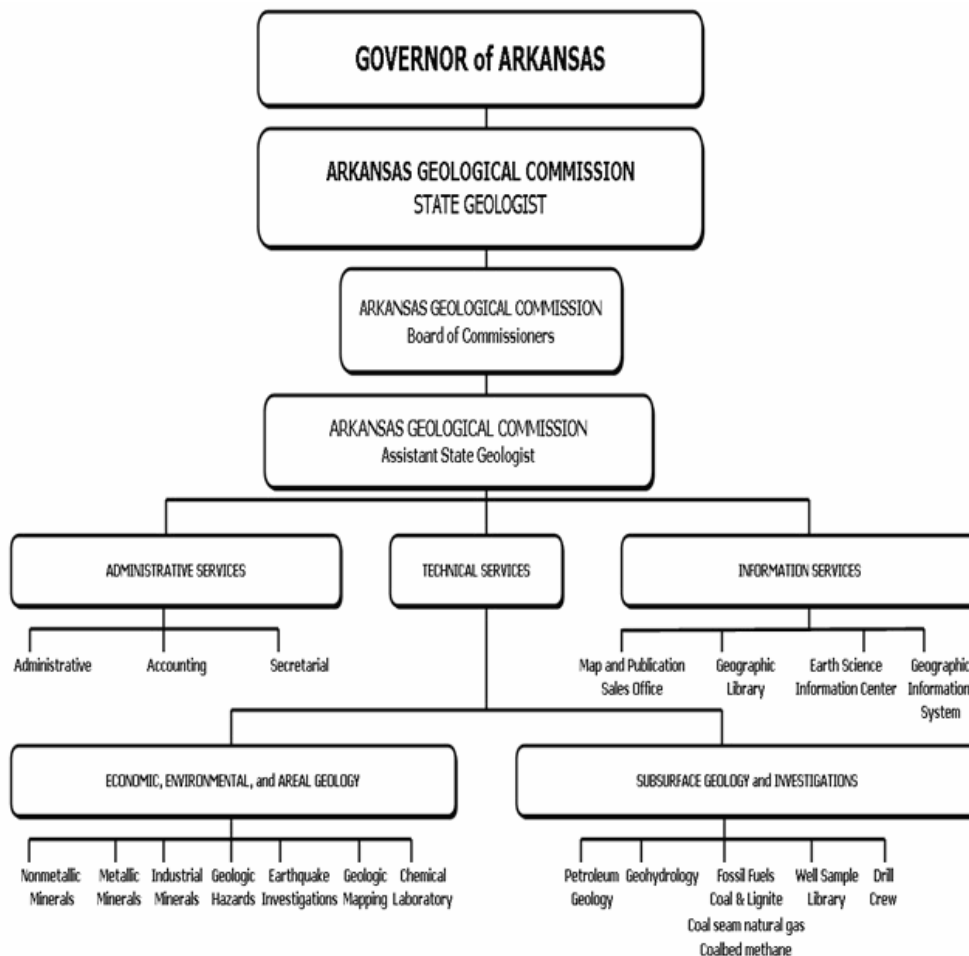 GOVERNOR of ARKANSAS
ARKANSAS GEOLOGICAL COMMISSION
STATE GEOLOGIST
ARKANSAS GEOLOGICAL COMMISSION
Board of Commissioners
ARKANSAS GEOLOGICAL COMMISSION
Assistant State Geologist
ADMINISTRATIVE SERVICES
TECHNICAL SERVICES
INFORMATION SERVICES
Administrative
Accounting
Secretarial
Map and Publication
Sales Office
Geographic
Library
Earth Science
Information Center
Geographic
Information
System
ECONOMIC, ENVIRONMENTAL, and AREAL GEOLOGY
SUBSURFACE GEOLOGY and INVESTIGATIONS
Nonmetallic
Minerals
Metallic
Minerals
Industrial
Minerals
Geologic
Hazards
Earthquake
Investigations
Geologic
Mapping
Chemical
Laboratory
Petroleum
Geology
Geohydrology
Fossil Fuels
Coal & Lignite
Coal seam natural gas
Coalbed methane
Well Sample
Library
Drill
Crew